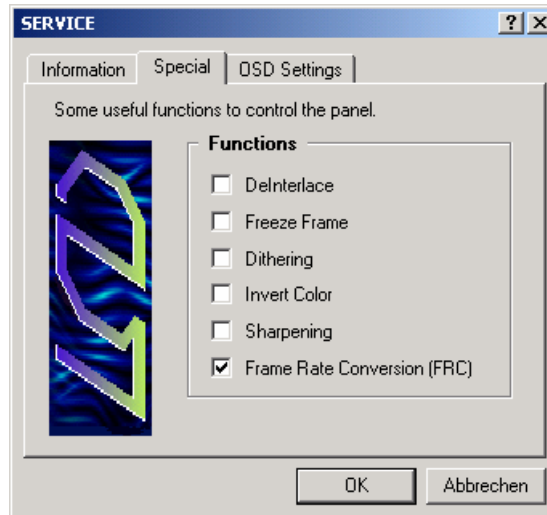 SERVICE
Information Special OSD Settings
Some useful functions to control the panel.
Functions
DeInterlace
Freeze Frame
Dithering
Invert Color
Sharpening
Frame Rate Conversion (FRC)
OK Abbrechen